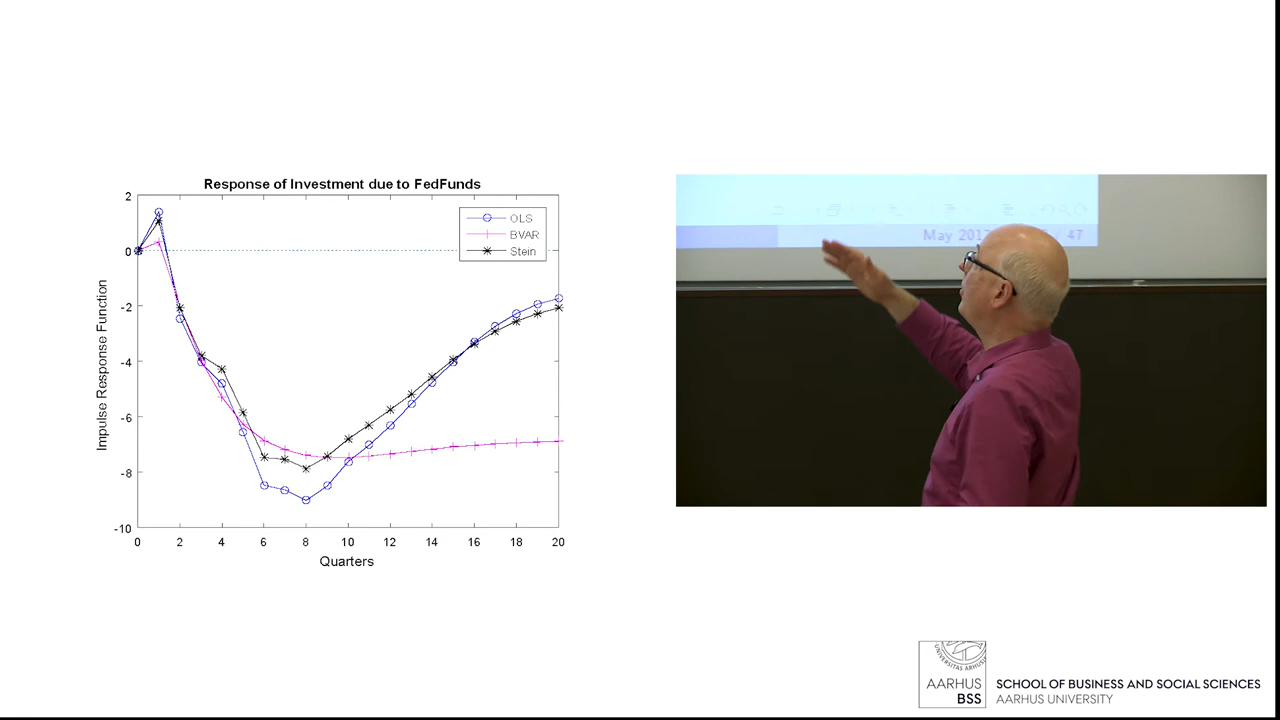 Response of Investment due to FedFunds
2
0
-2
-4
-6
-8
-10
Impulse Response Function
OLS
BVAR
Stein
0 2 4 6 8 10 12 14 16 18 20
Quarters
May 201
/ 47
AARHUS
BSS
SCHOOL OF BUSINESS AND SOCIAL SCIENCES
AARHUS UNIVERSITY